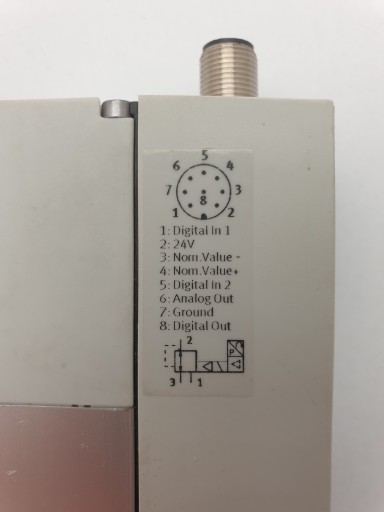 5
6 4
7 8 3
1 2
1: Digital In 1
2: 24V
3: Nom.Value -
4: Nom.Value+
5: Digital In 2
6: Analog Out
7: Ground
8: Digital Out
2
P
3 1